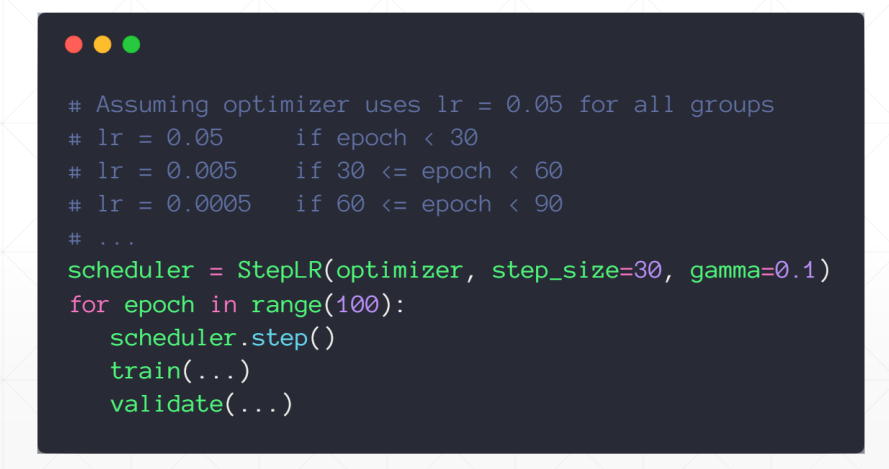 # Assuming optimizer uses lr = 0.05 for all groups
# lr = 0.05     if epoch < 30
# lr = 0.005    if 30 <= epoch < 60
# lr = 0.0005   if 60 <= epoch < 90
# ...
scheduler = StepLR(optimizer, step_size=30, gamma=0.1)
for epoch in range(100):
   scheduler.step()
   train(...)
   validate(...)